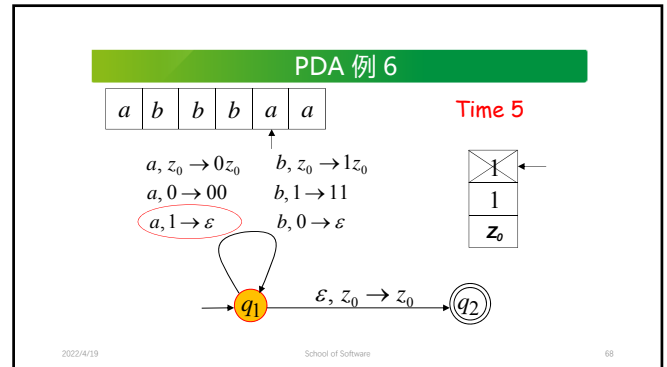 PDA 例 6
a b b b a a
Time 5
a, z₀ → 0z₀ b, z₀ → 1z₀
a, 0 → 00 b, 1 → 11
a, 1 → ε b, 0 → ε
1
1
z₀
ε, z₀ → z₀
q₁ q₂
2022/4/19 School of Software 68